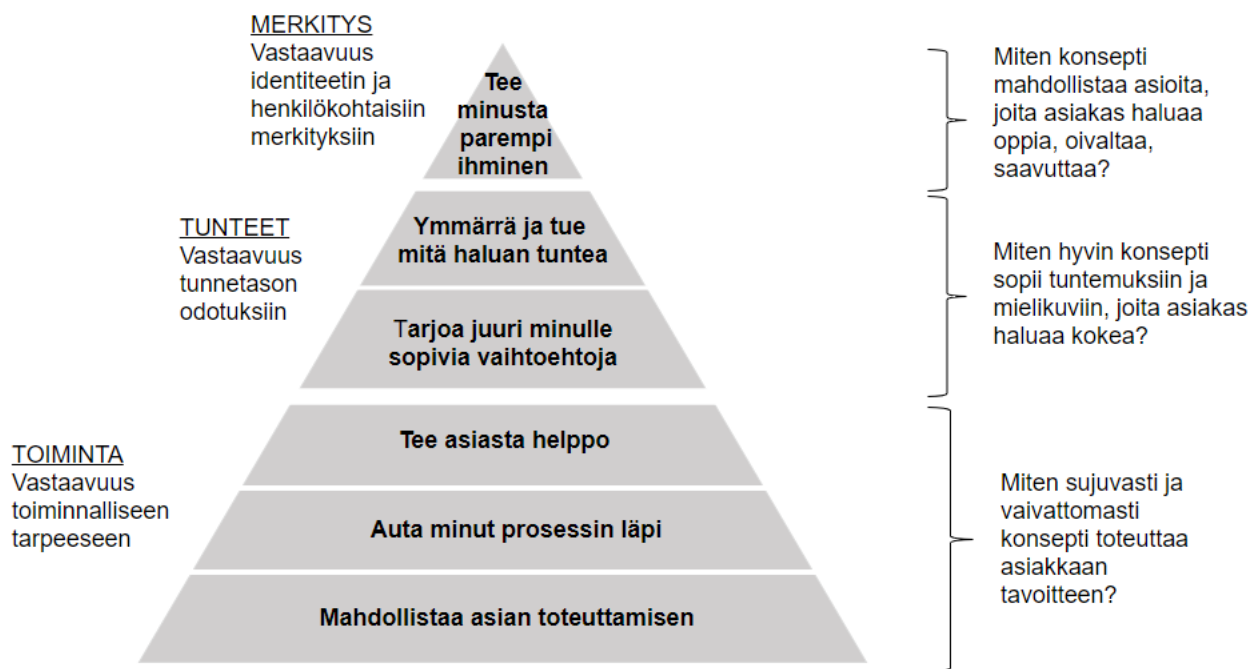 MERKITYS
Vastaavuus
identiteetin ja
henkilökohtaisiin
merkityksiin
Tee
minusta
parempi
ihminen
Miten konsepti
mahdollistaa asioita,
joita asiakas haluaa
oppia, oivaltaa,
saavuttaa?
TUNTEET
Vastaavuus
tunnetason
odotuksiin
Ymmärrä ja tue
mitä haluan tuntea
Tarjoa juuri minulle
sopivia vaihtoehtoja
Miten hyvin konsepti
sopii tuntemuksiin ja
mielikuviin, joita asiakas
haluaa kokea?
TOIMINTA
Vastaavuus
toiminnalliseen
tarpeeseen
Tee asiasta helppo
Auta minut prosessin läpi
Mahdollistaa asian toteuttamisen
Miten sujuvasti ja
vaivattomasti
konsepti toteuttaa
asiakkaan
tavoitteen?